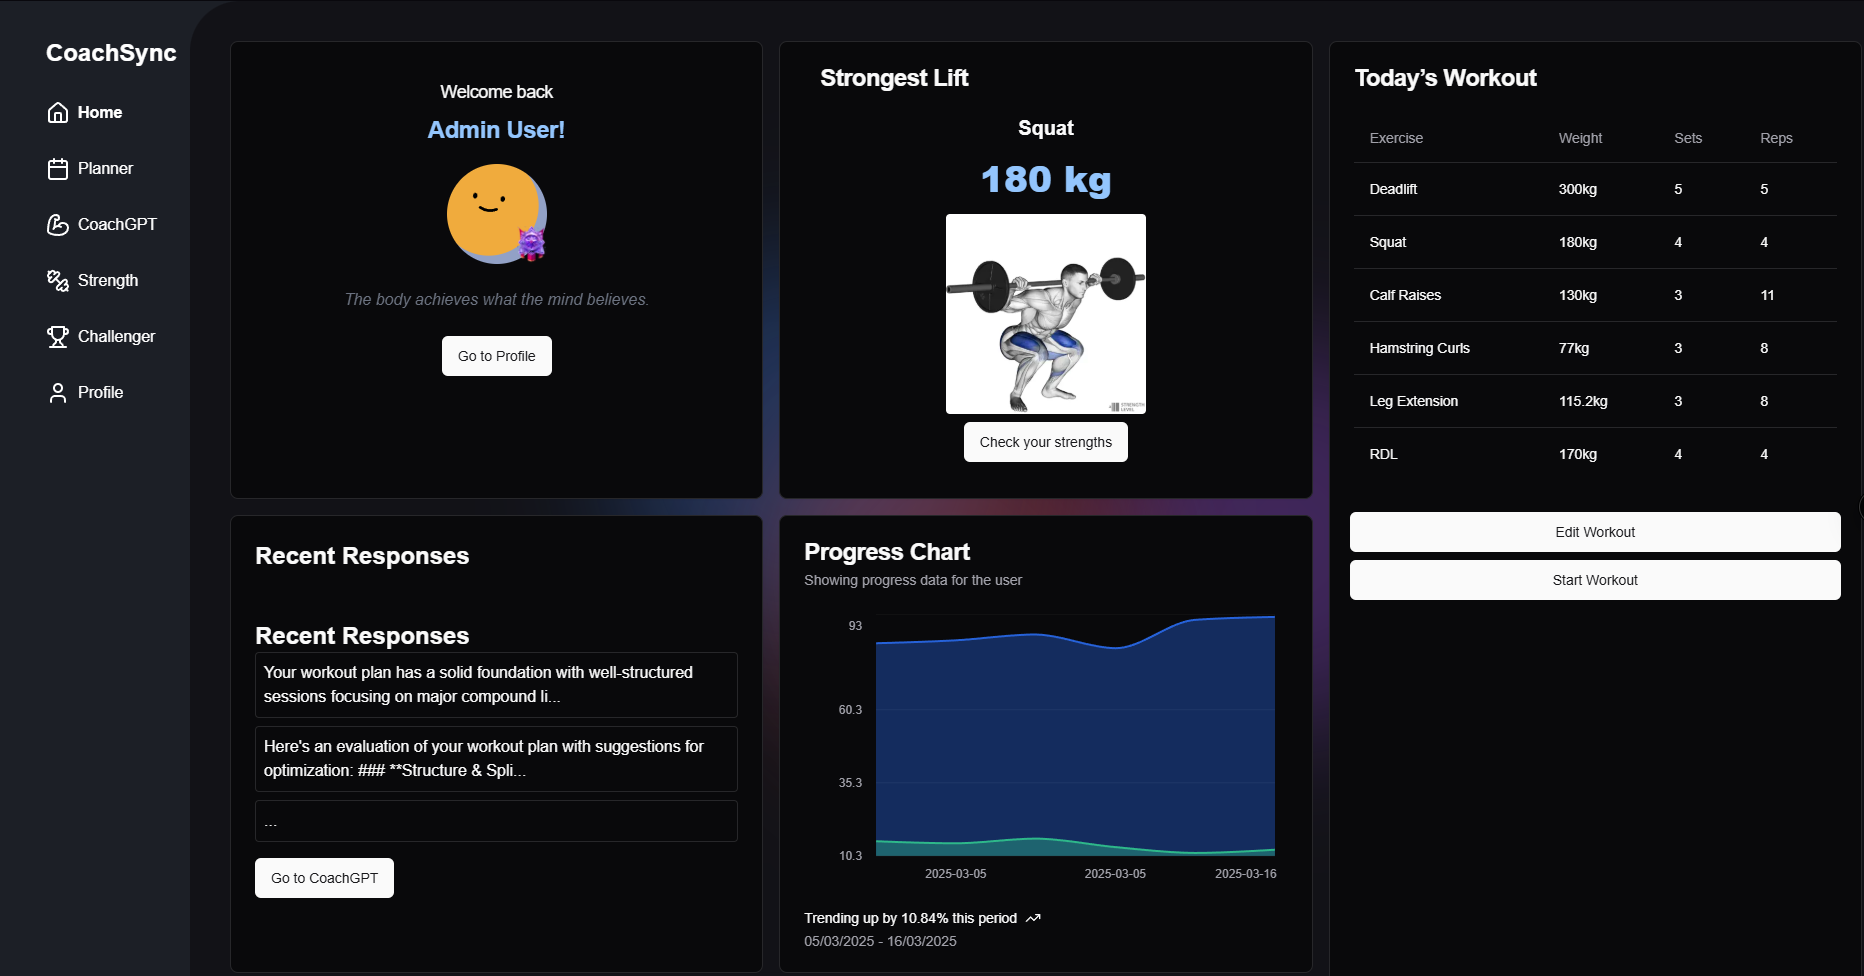 CoachSync
Home
Planner
CoachGPT
Strength
Challenger
Profile
Welcome back
Admin User!
The body achieves what the mind believes.
Go to Profile
Strongest Lift
Squat
180 kg
STRENGTH
LEVEL
Check your strengths
Today’s Workout
Exercise Weight Sets Reps
Deadlift 300kg 5 5
Squat 180kg 4 4
Calf Raises 130kg 3 11
Hamstring Curls 77kg 3 8
Leg Extension 115.2kg 3 8
RDL 170kg 4 4
Edit Workout
Start Workout
Recent Responses
Recent Responses
Your workout plan has a solid foundation with well-structured
sessions focusing on major compound li...
Here's an evaluation of your workout plan with suggestions for
optimization: ### **Structure & Spli...
...
Go to CoachGPT
Progress Chart
Showing progress data for the user
93
60.3
35.3
10.3
2025-03-05 2025-03-05 2025-03-16
Trending up by 10.84% this period
05/03/2025 - 16/03/2025